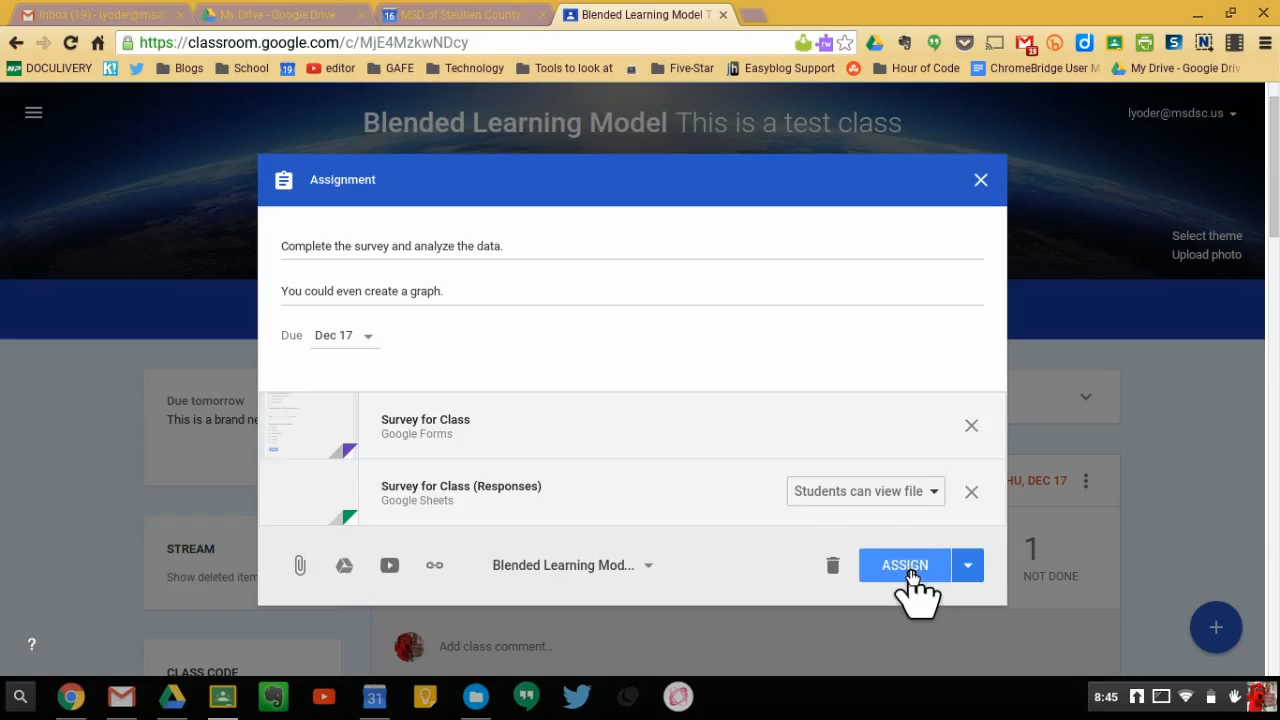 Inbox (19) - lyoder@msd
My Drive - Google Drive
16 MSD of Steuben County
Blended Learning Model T
https://classroom.google.com/c/MjE4MzkwNDcy
19
DOCULIVERY
Blogs
School
19
editor
GAFE
Technology
Tools to look at
Five-Star
Easyblog Support
Hour of Code
ChromeBridge User M
My Drive - Google Driv
Blended Learning Model This is a test class
lyoder@msdsc.us
Assignment
Select theme
Upload photo
Complete the survey and analyze the data.
You could even create a graph.
Due Dec 17
Due tomorrow
This is a brand ne
Survey for Class
Google Forms
Survey for Class (Responses)
Google Sheets
Students can view file
HU, DEC 17
1
NOT DONE
STREAM
Show deleted item
Blended Learning Mod...
ASSIGN
+
?
Add class comment...
CLASS CODE
31
8:45